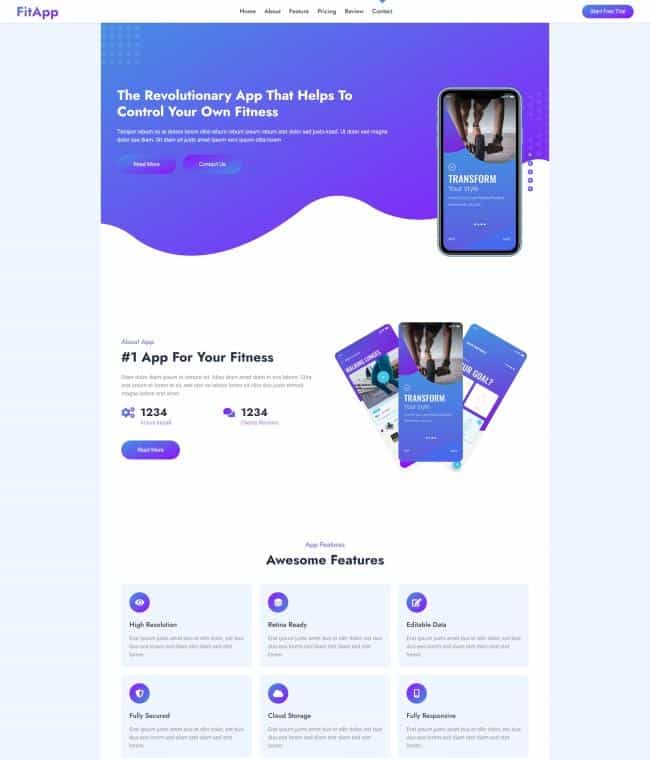 FitApp
Home About Feature Pricing Review Contact
Start Free Trial
The Revolutionary App That Helps To
Control Your Own Fitness
Tempor rebum no at dolore lorem clita rebum rebum ipsum rebum stet dolor sed justo kasd. Ut dolor sed magna
dolor sea diam. Sit diam sit justo amet ipsum vero ipsum clita lorem
Read More
Contact Us
TRANSFORM
Your style
About App
#1 App For Your Fitness
Diam dolor diam ipsum et tempor sit. Aliqu diam amet diam et eos labore. Clita
erat ipsum et lorem et sit, sed stet no labore lorem sit clita duo justo eirmod
magna dolore erat amet
1234
Active Install
1234
Clients Reviews
Read More
WALKING LUNGES
TRANSFORM
Your style
YOUR GOAL?
App Features
Awesome Features
High Resolution
Erat ipsum justo amet duo et elitr dolor, est duo
duo eos lorem sed diam stet diam sed stet
lorem.
Retina Ready
Erat ipsum justo amet duo et elitr dolor, est duo
duo eos lorem sed diam stet diam sed stet
lorem.
Editable Data
Erat ipsum justo amet duo et elitr dolor, est duo
duo eos lorem sed diam stet diam sed stet
lorem.
Fully Secured
Erat ipsum justo amet duo et elitr dolor, est duo
duo eos lorem sed diam stet diam sed stet
lorem.
Cloud Storage
Erat ipsum justo amet duo et elitr dolor, est duo
duo eos lorem sed diam stet diam sed stet
lorem.
Fully Responsive
Erat ipsum justo amet duo et elitr dolor, est duo
duo eos lorem sed diam stet diam sed stet
lorem.